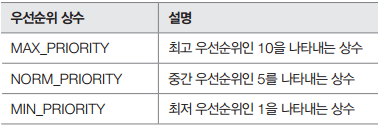 우선순위 상수 설명
MAX_PRIORITY 최고 우선순위인 10을 나타내는 상수
NORM_PRIORITY 중간 우선순위인 5를 나타내는 상수
MIN_PRIORITY 최저 우선순위인 1을 나타내는 상수